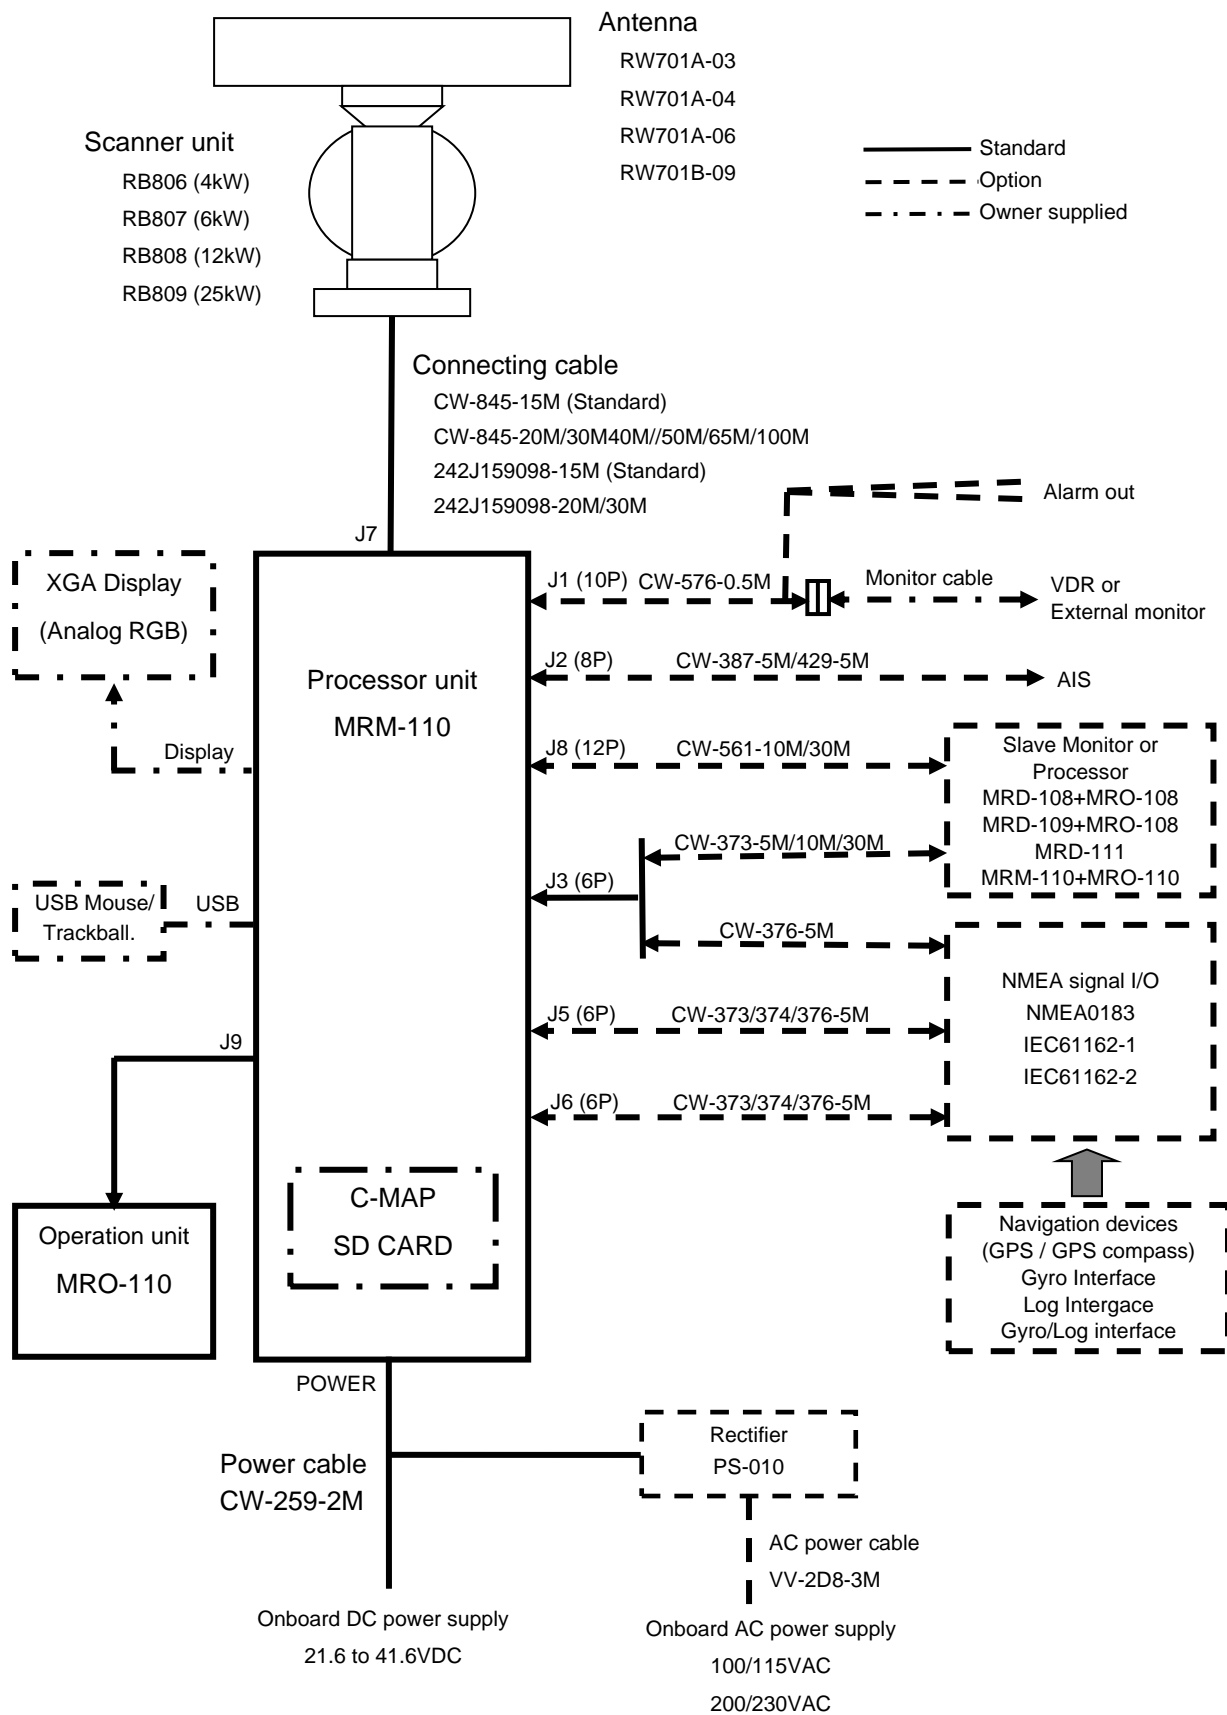 Antenna
RW701A-03
RW701A-04
RW701A-06
RW701B-09
Scanner unit
RB806 (4kW)
RB807 (6kW)
RB808 (12kW)
RB809 (25kW)
Standard
Option
Owner supplied
Connecting cable
CW-845-15M (Standard)
CW-845-20M/30M40M//50M/65M/100M
242J159098-15M (Standard)
242J159098-20M/30M
J7
Alarm out
XGA Display
(Analog RGB)
J1 (10P)
CW-576-0.5M
Monitor cable
VDR or
External monitor
J2 (8P)
CW-387-5M/429-5M
AIS
Processor unit
MRM-110
Display
J8 (12P)
CW-561-10M/30M
Slave Monitor or
Processor
MRD-108+MRO-108
MRD-109+MRO-108
MRD-111
MRM-110+MRO-110
CW-373-5M/10M/30M
J3 (6P)
CW-376-5M
USB Mouse/
Trackball.
USB
NMEA signal I/O
NMEA0183
IEC61162-1
IEC61162-2
J5 (6P)
CW-373/374/376-5M
J9
J6 (6P)
CW-373/374/376-5M
C-MAP
SD CARD
Operation unit
MRO-110
Navigation devices
(GPS / GPS compass)
Gyro Interface
Log Intergace
Gyro/Log interface
POWER
Power cable
CW-259-2M
Rectifier
PS-010
AC power cable
VV-2D8-3M
Onboard DC power supply
21.6 to 41.6VDC
Onboard AC power supply
100/115VAC
200/230VAC